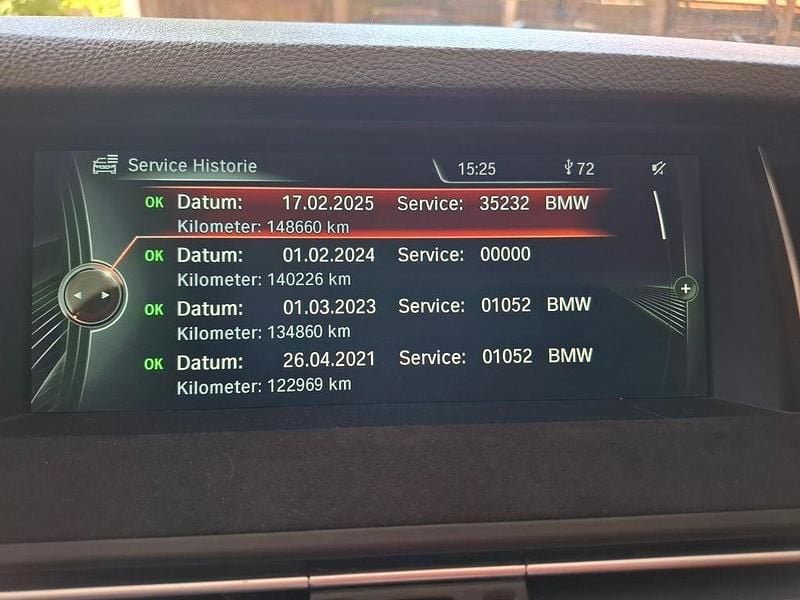 Service Historie 15:25 72
OK Datum: 17.02.2025 Service: 35232 BMW
Kilometer: 148660 km
OK Datum: 01.02.2024 Service: 00000
Kilometer: 140226 km
OK Datum: 01.03.2023 Service: 01052 BMW
Kilometer: 134860 km
OK Datum: 26.04.2021 Service: 01052 BMW
Kilometer: 122969 km